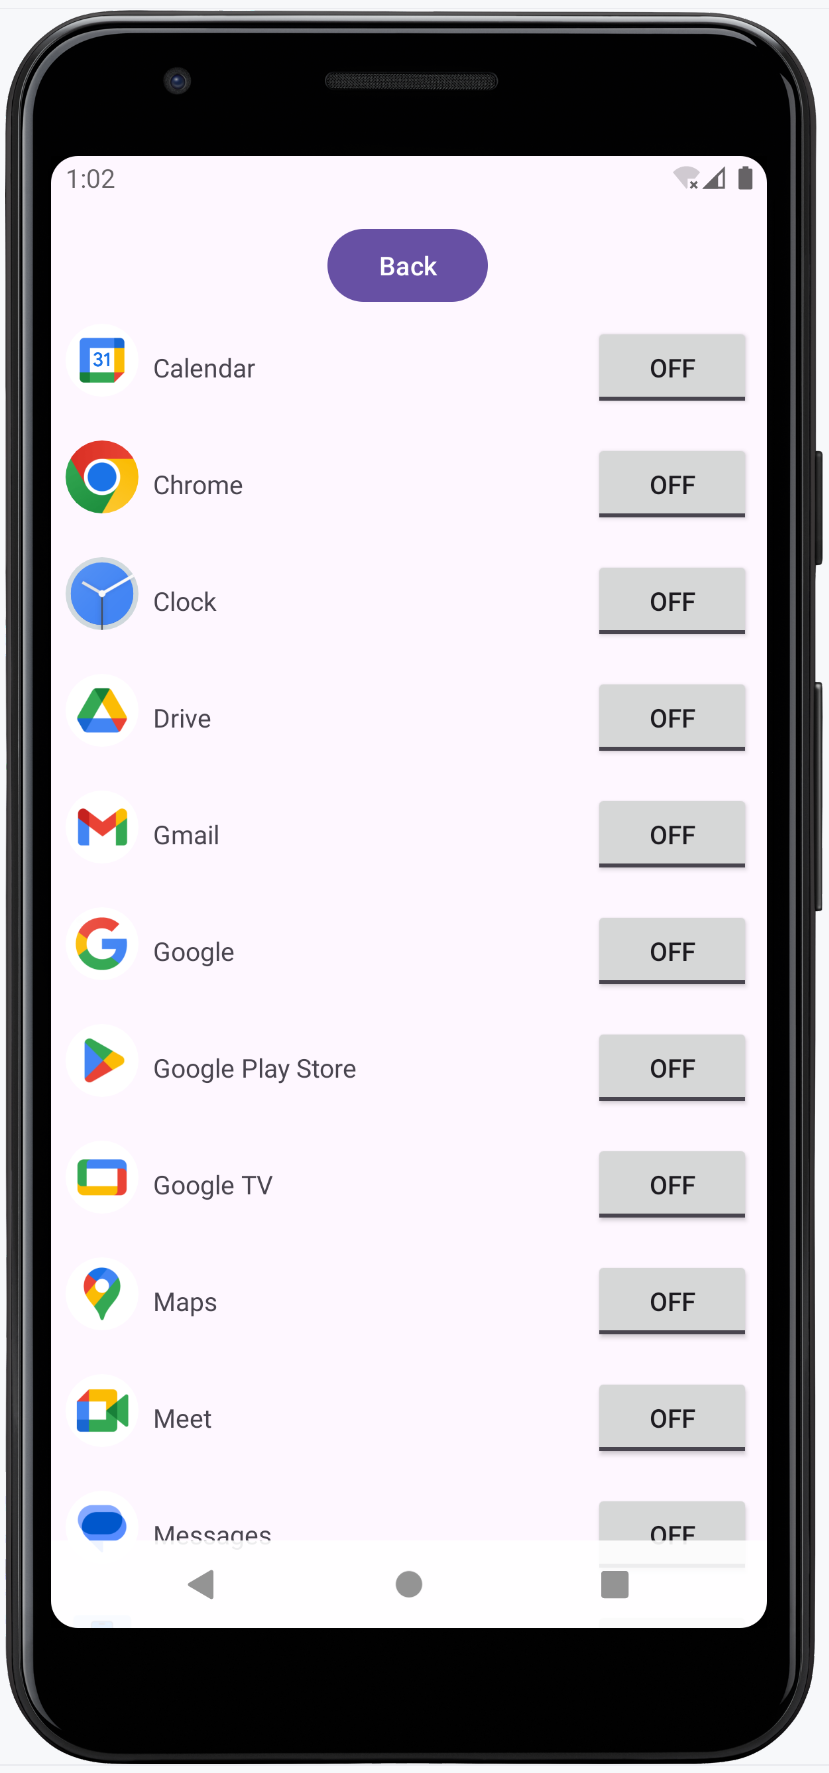 1:02
Back
31
Calendar OFF
Chrome OFF
Clock OFF
Drive OFF
Gmail OFF
Google OFF
Google Play Store OFF
Google TV OFF
Maps OFF
Meet OFF
Messages OFF